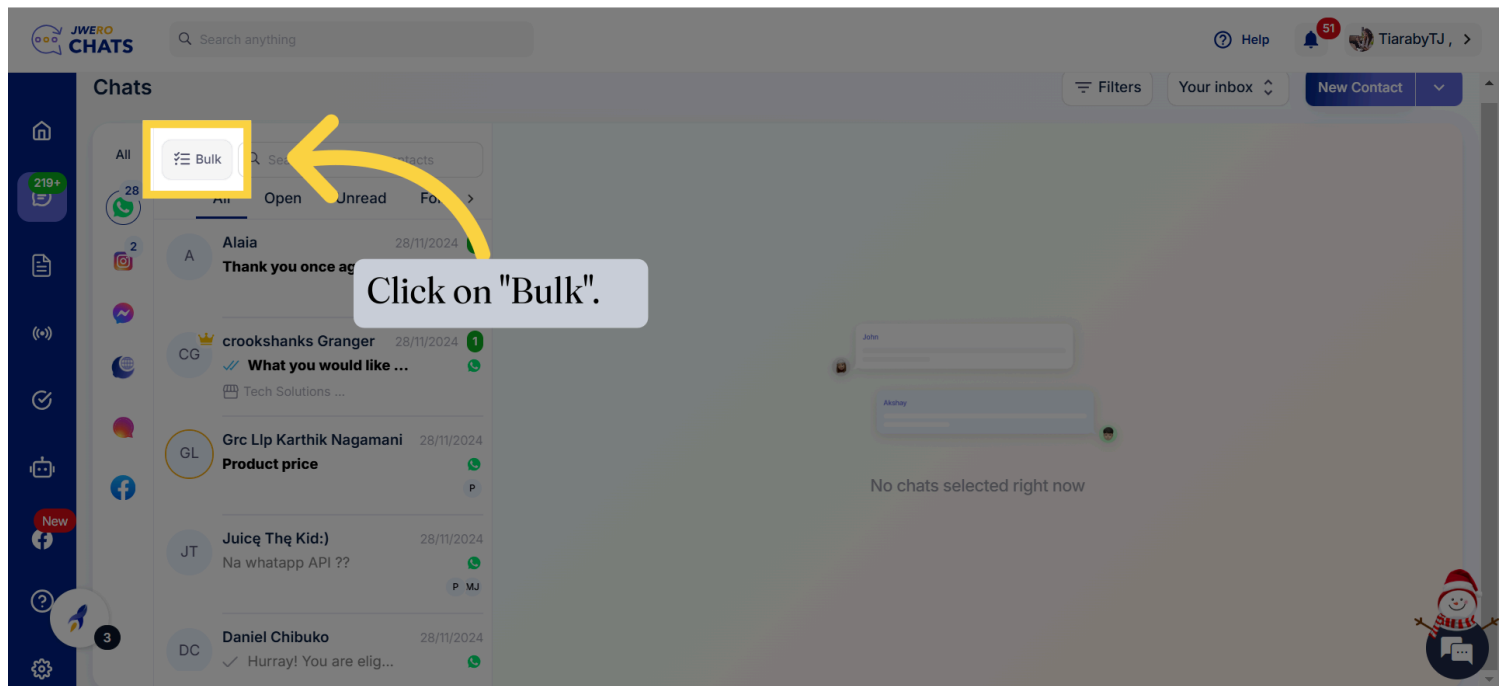 JWERO
CHATS
Search anything
Help
51
TiarabyTJ ,
Chats
Filters
Your inbox
New Contact
All
Bulk
28
All
Open
Unread
219+
2
Alaia
28/11/2024
Thank you once
Click on "Bulk".
crookshanks Granger
28/11/2024
1
CG
What you would like ...
Tech Solutions ...
A
Grc Llp Karthik Nagamani
28/11/2024
GL
Product price
P
New
Juicę Thę Kid:)
28/11/2024
JT
Na whatapp API ??
P MJ
Daniel Chibuko
28/11/2024
DC
Hurray! You are elig...
3
John
Akshay
No chats selected right now